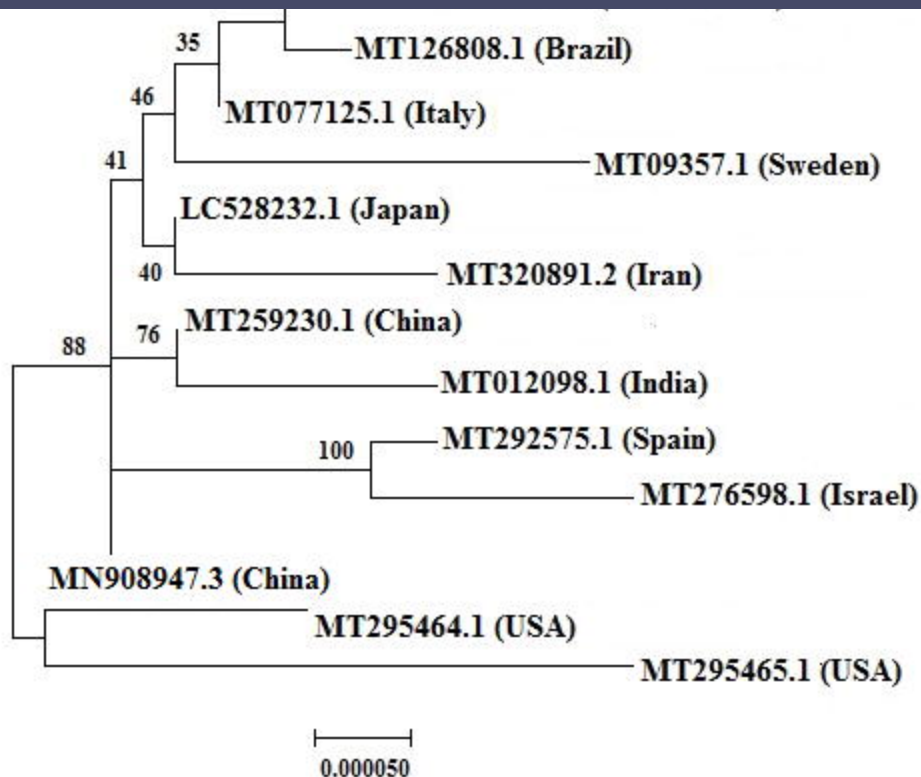 35
MT126808.1 (Brazil)
46
MT077125.1 (Italy)
41
MT09357.1 (Sweden)
LC528232.1 (Japan)
40
MT320891.2 (Iran)
MT259230.1 (China)
76
88
MT012098.1 (India)
MT292575.1 (Spain)
100
MT276598.1 (Israel)
MN908947.3 (China)
MT295464.1 (USA)
MT295465.1 (USA)
0.000050